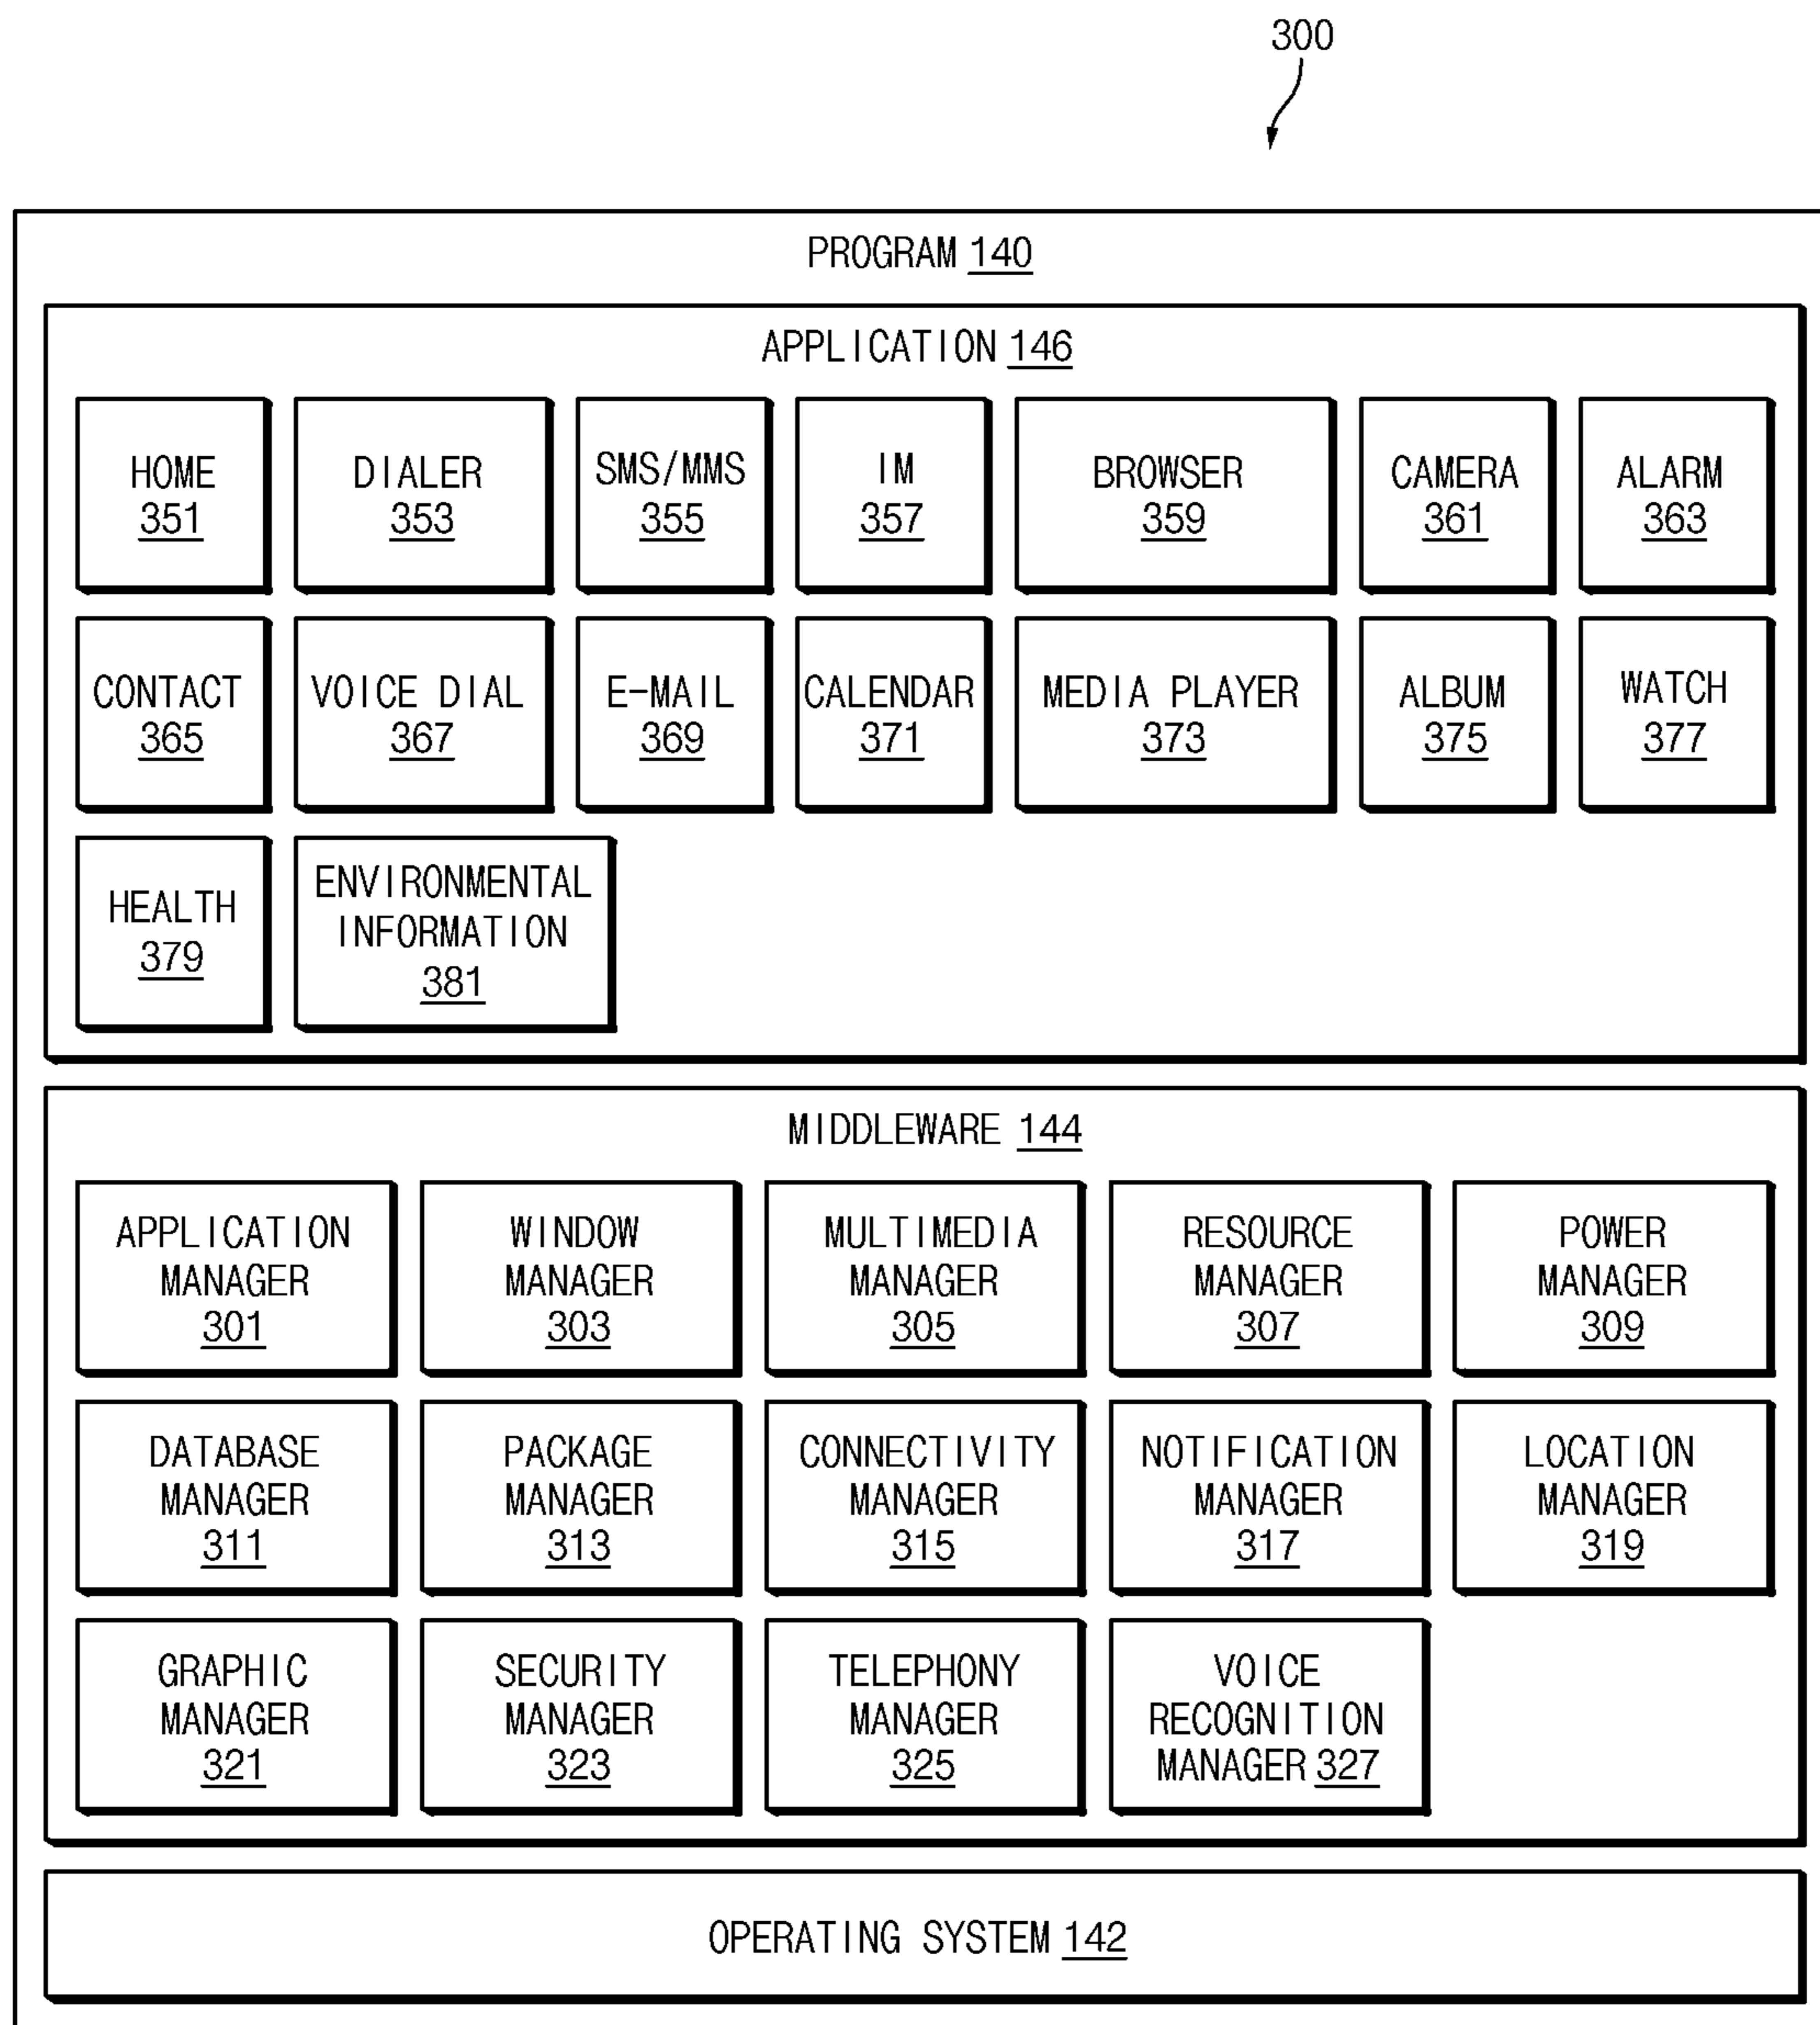 300
PROGRAM 140
APPLICATION 146
HOME
351
DIALER
353
SMS/MMS
355
IM
357
BROWSER
359
CAMERA
361
ALARM
363
CONTACT
365
VOICE DIAL
367
E-MAIL
369
CALENDAR
371
MEDIA PLAYER
373
ALBUM
375
WATCH
377
HEALTH
379
ENVIRONMENTAL
INFORMATION
381
MIDDLEWARE 144
APPLICATION
MANAGER
301
WINDOW
MANAGER
303
MULTIMEDIA
MANAGER
305
RESOURCE
MANAGER
307
POWER
MANAGER
309
DATABASE
MANAGER
311
PACKAGE
MANAGER
313
CONNECTIVITY
MANAGER
315
NOTIFICATION
MANAGER
317
LOCATION
MANAGER
319
GRAPHIC
MANAGER
321
SECURITY
MANAGER
323
TELEPHONY
MANAGER
325
VOICE
RECOGNITION
MANAGER 327
OPERATING SYSTEM 142